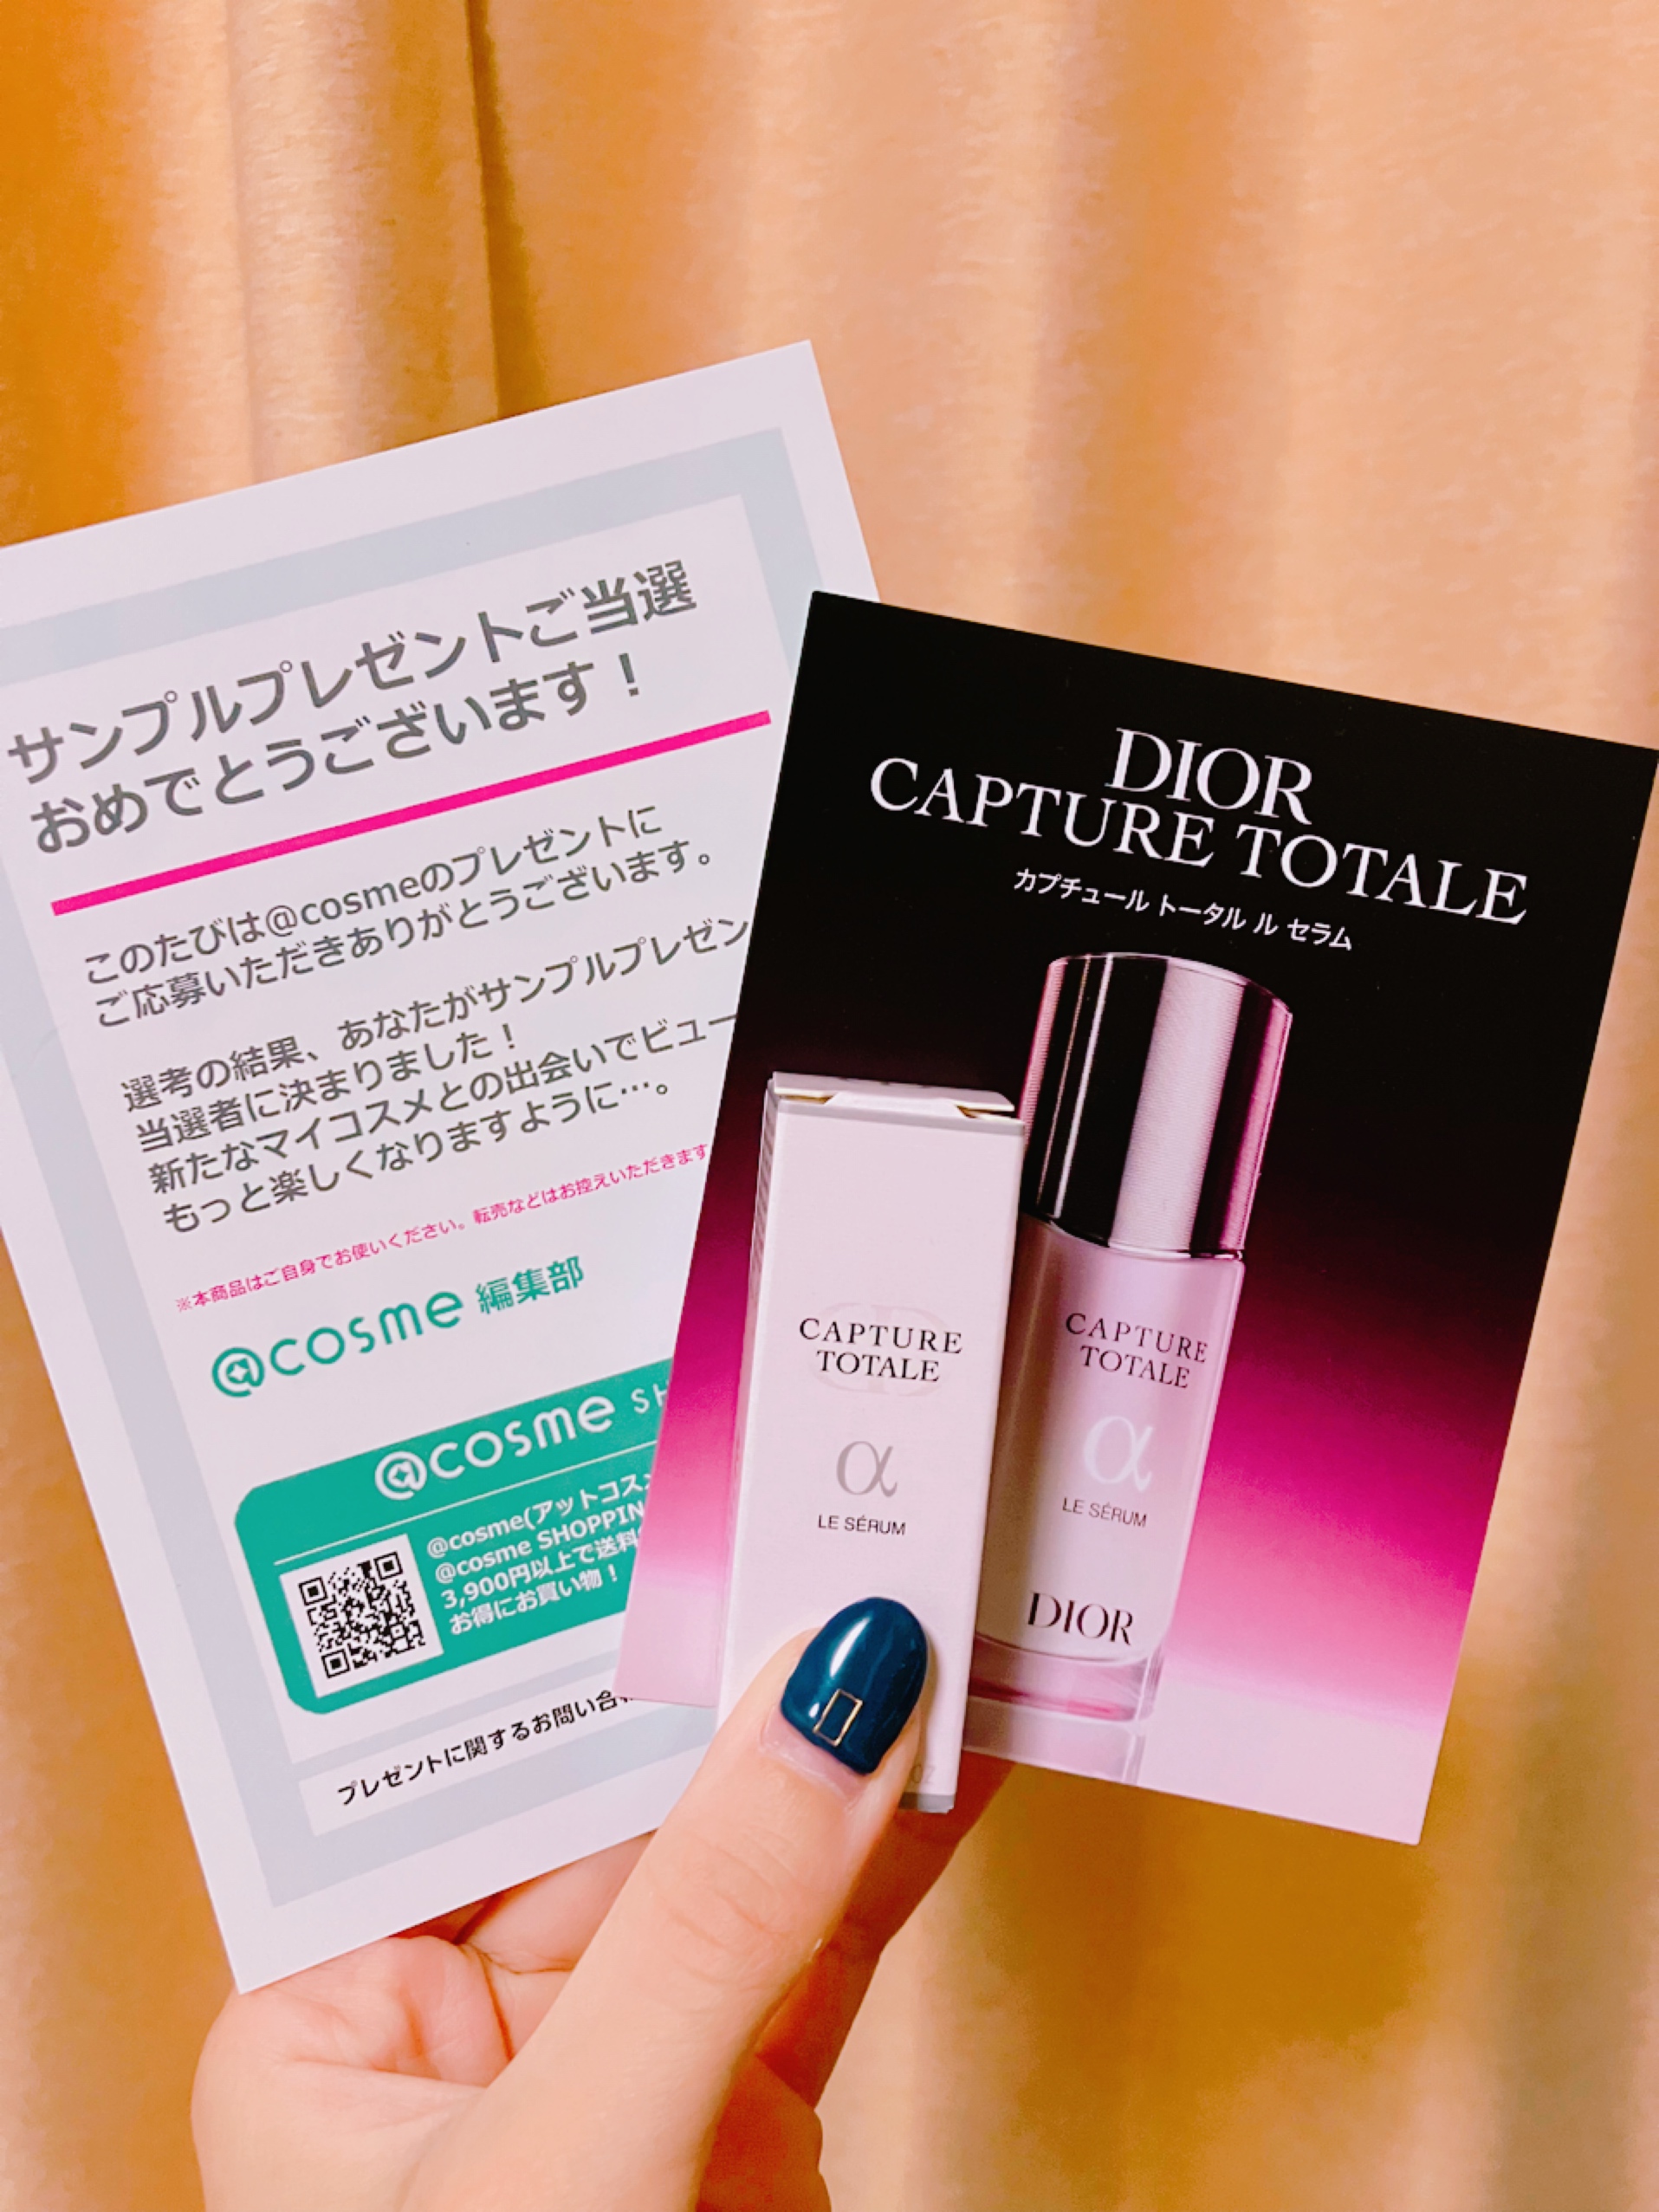 サンプルプレゼントご当選
おめでとうございます！
このたびは@cosmeのプレゼントに
ご応募いただきありがとうございます。
選考の結果、あなたがサンプルプレゼン
当選者に決まりました！
新たなマイコスメとの出会いでビュー
もっと楽しくなりますように…。
※本商品はご自身でお使いください。転売などはお控えいただきます
@cosme 編集部
@cosme SH
@cosme(アットコス
@cosme SHOPPIN
3,900円以上で送料
お得にお買い物！
プレゼントに関するお問い合
DIOR
CAPTURE TOTALE
カプチュール トータル ル セラム
CAPTURE
TOTALE
α
LE SÉRUM
CAPTURE
TOTALE
α
LE SÉRUM
DIOR